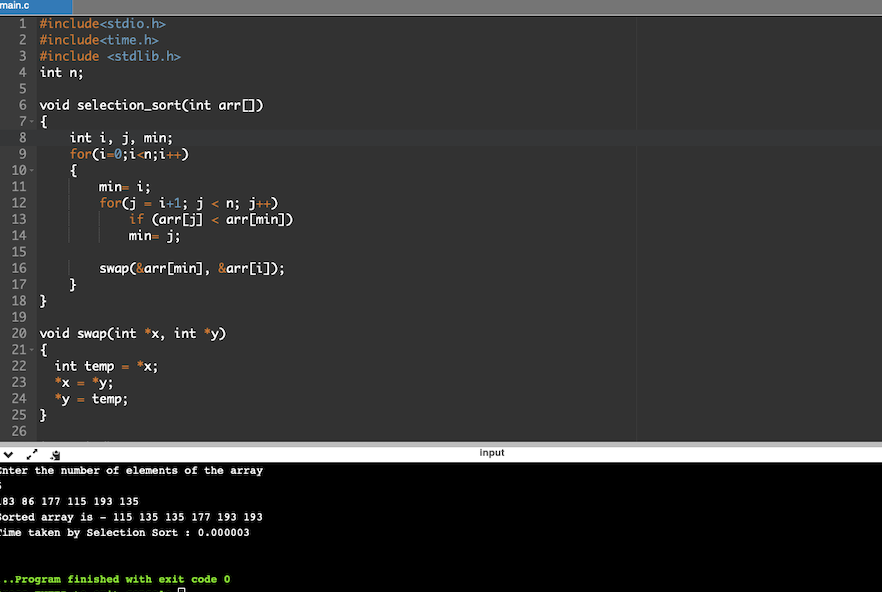 main.c
1 #include<stdio.h>
2 #include<time.h>
3 #include <stdlib.h>
4 int n;
5
6 void selection_sort(int arr[])
7 {
8 int i, j, min;
9 for(i=0;i<n;i++)
10 {
11 min= i;
12 for(j = i+1; j < n; j++)
13 if (arr[j] < arr[min])
14 min= j;
15
16 swap(&arr[min], &arr[i]);
17 }
18 }
19
20 void swap(int *x, int *y)
21 {
22 int temp = *x;
23 *x = *y;
24 *y = temp;
25 }
26
input
Enter the number of elements of the array
83 86 177 115 193 135
Sorted array is - 115 135 135 177 193 193
Time taken by Selection Sort : 0.000003
..Program finished with exit code 0